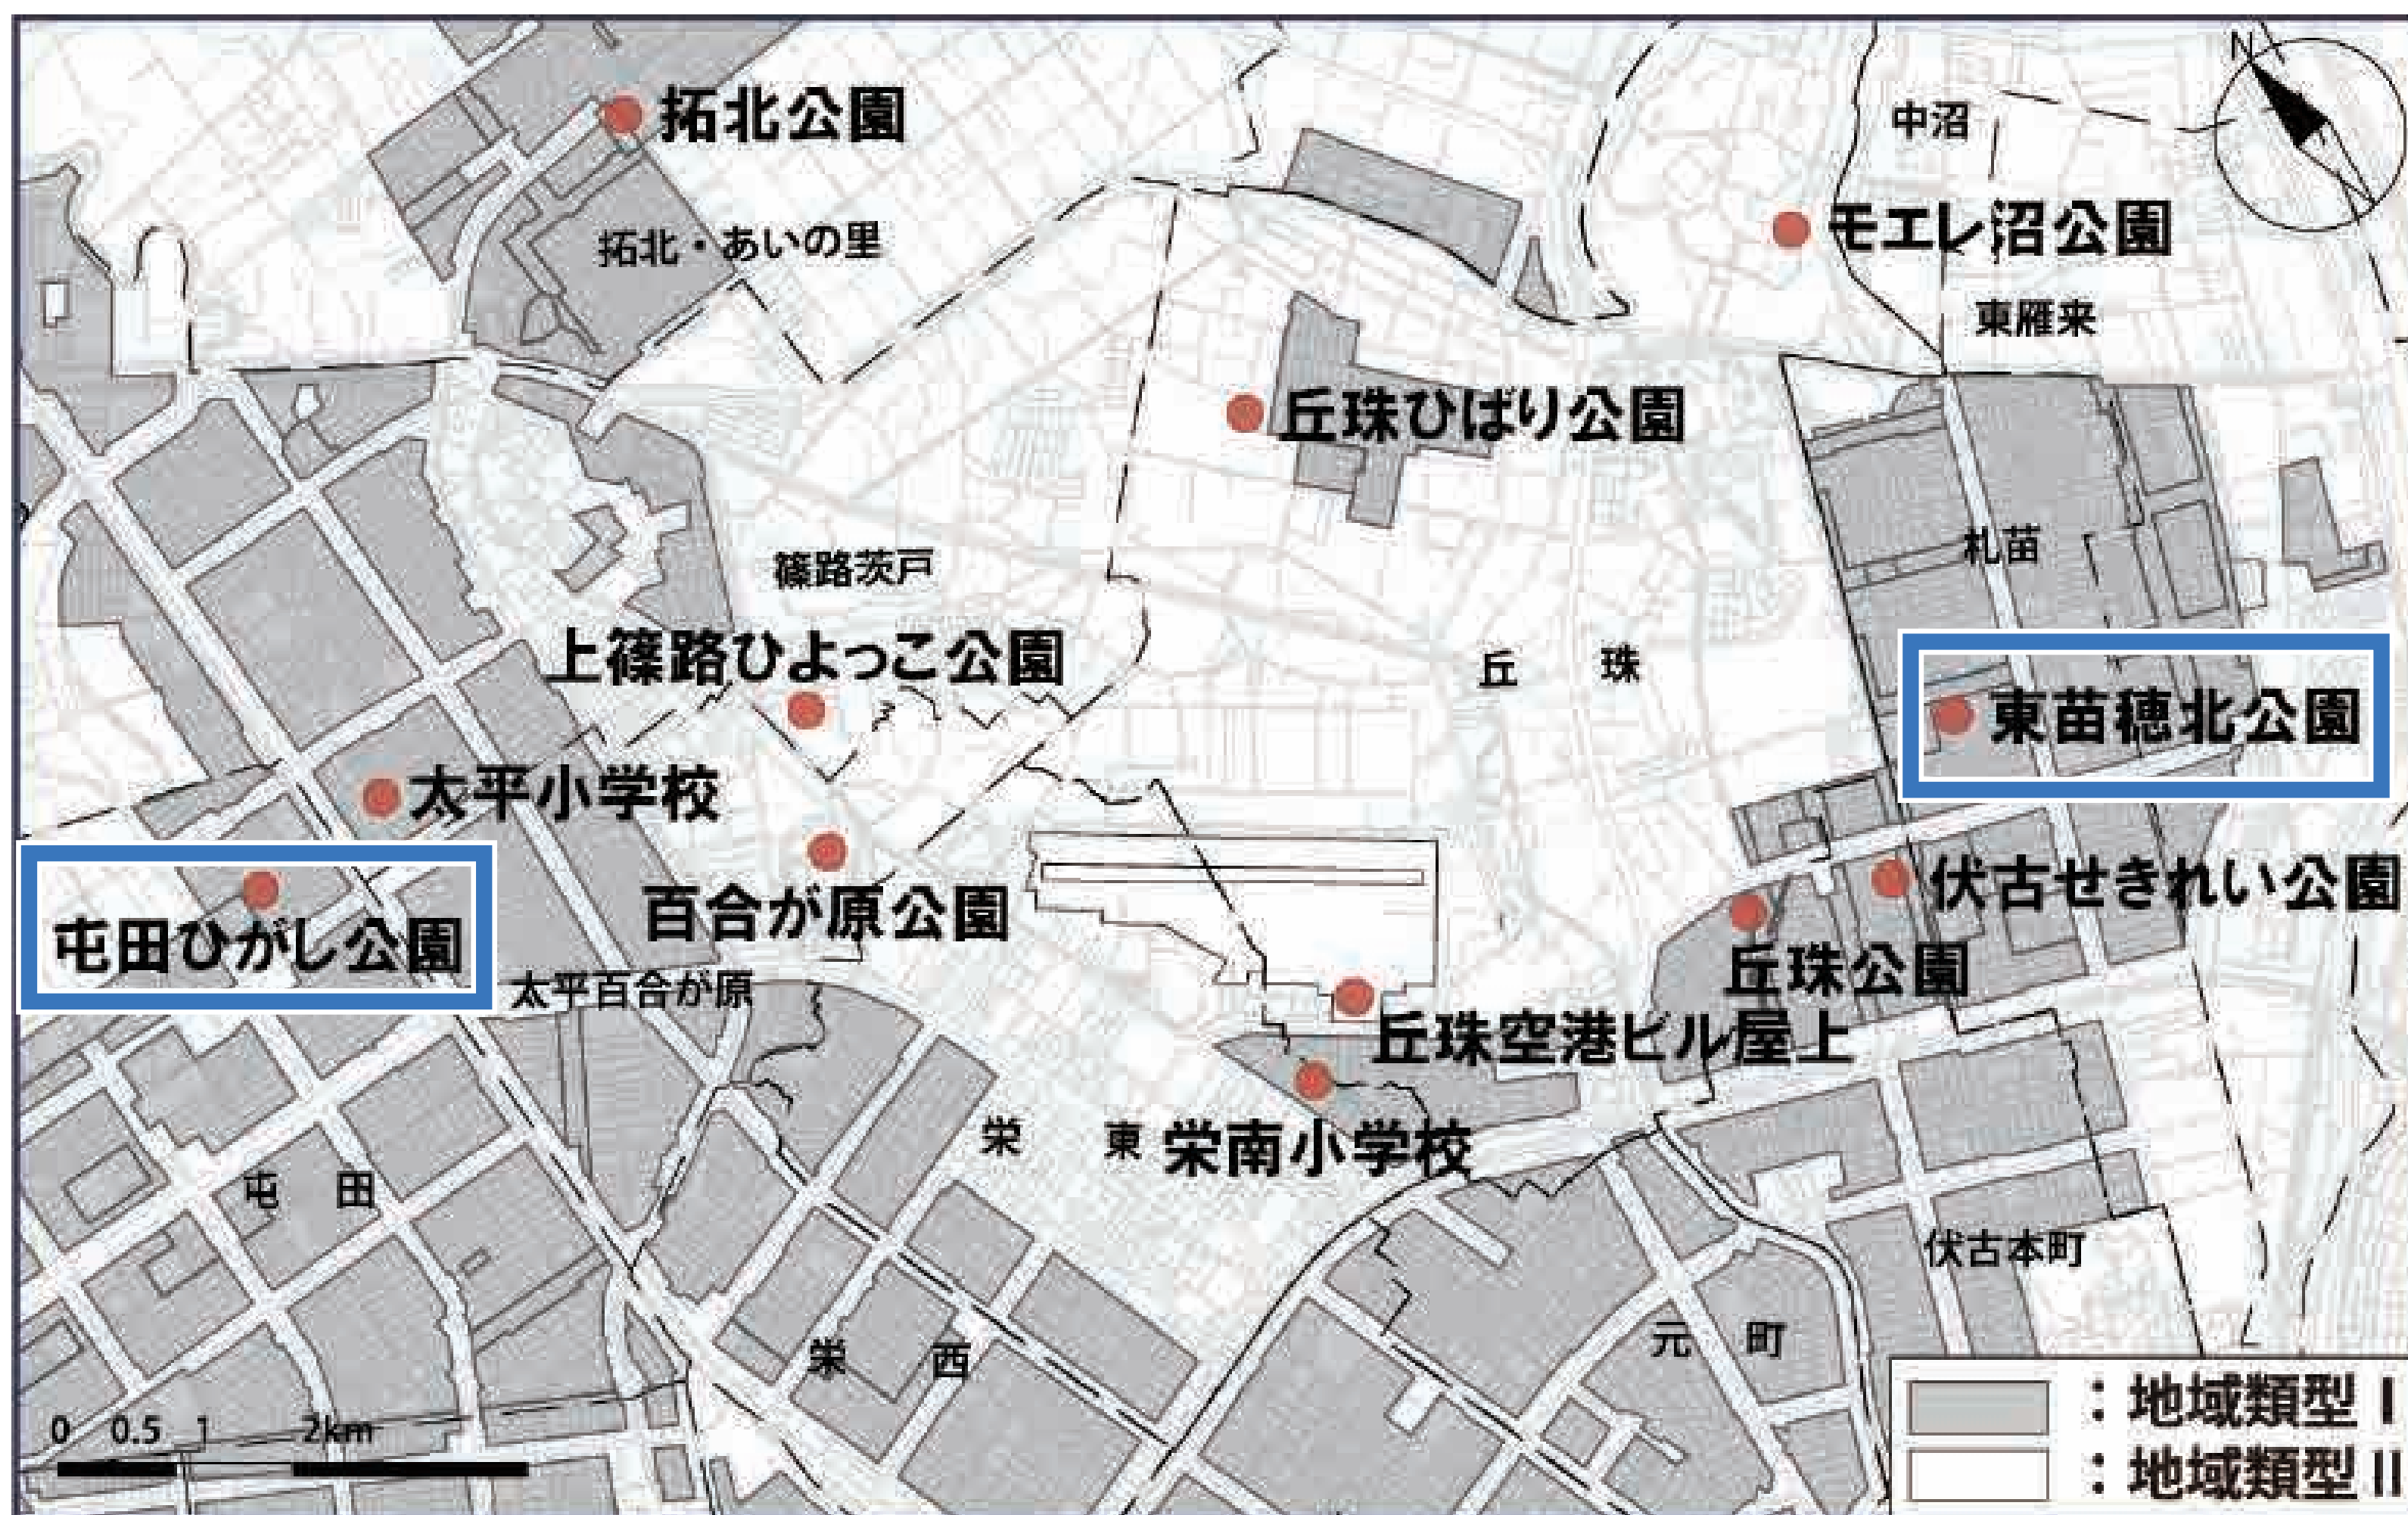 N
拓北公園
中沼
モエレ沼公園
拓北・あいの里
東雁来
丘珠ひばり公園
札苗
篠路茨戸
上篠路ひよっこ公園
丘 珠
東苗穂北公園
太平小学校
伏古せきれい公園
百合が原公園
屯田ひがし公園
丘珠公園
太平百合が原
丘珠空港ビル屋上
栄 東
栄南小学校
屯 田
伏古本町
元 町
栄 西
0 0.5 1 2km
：地域類型 I
：地域類型 II